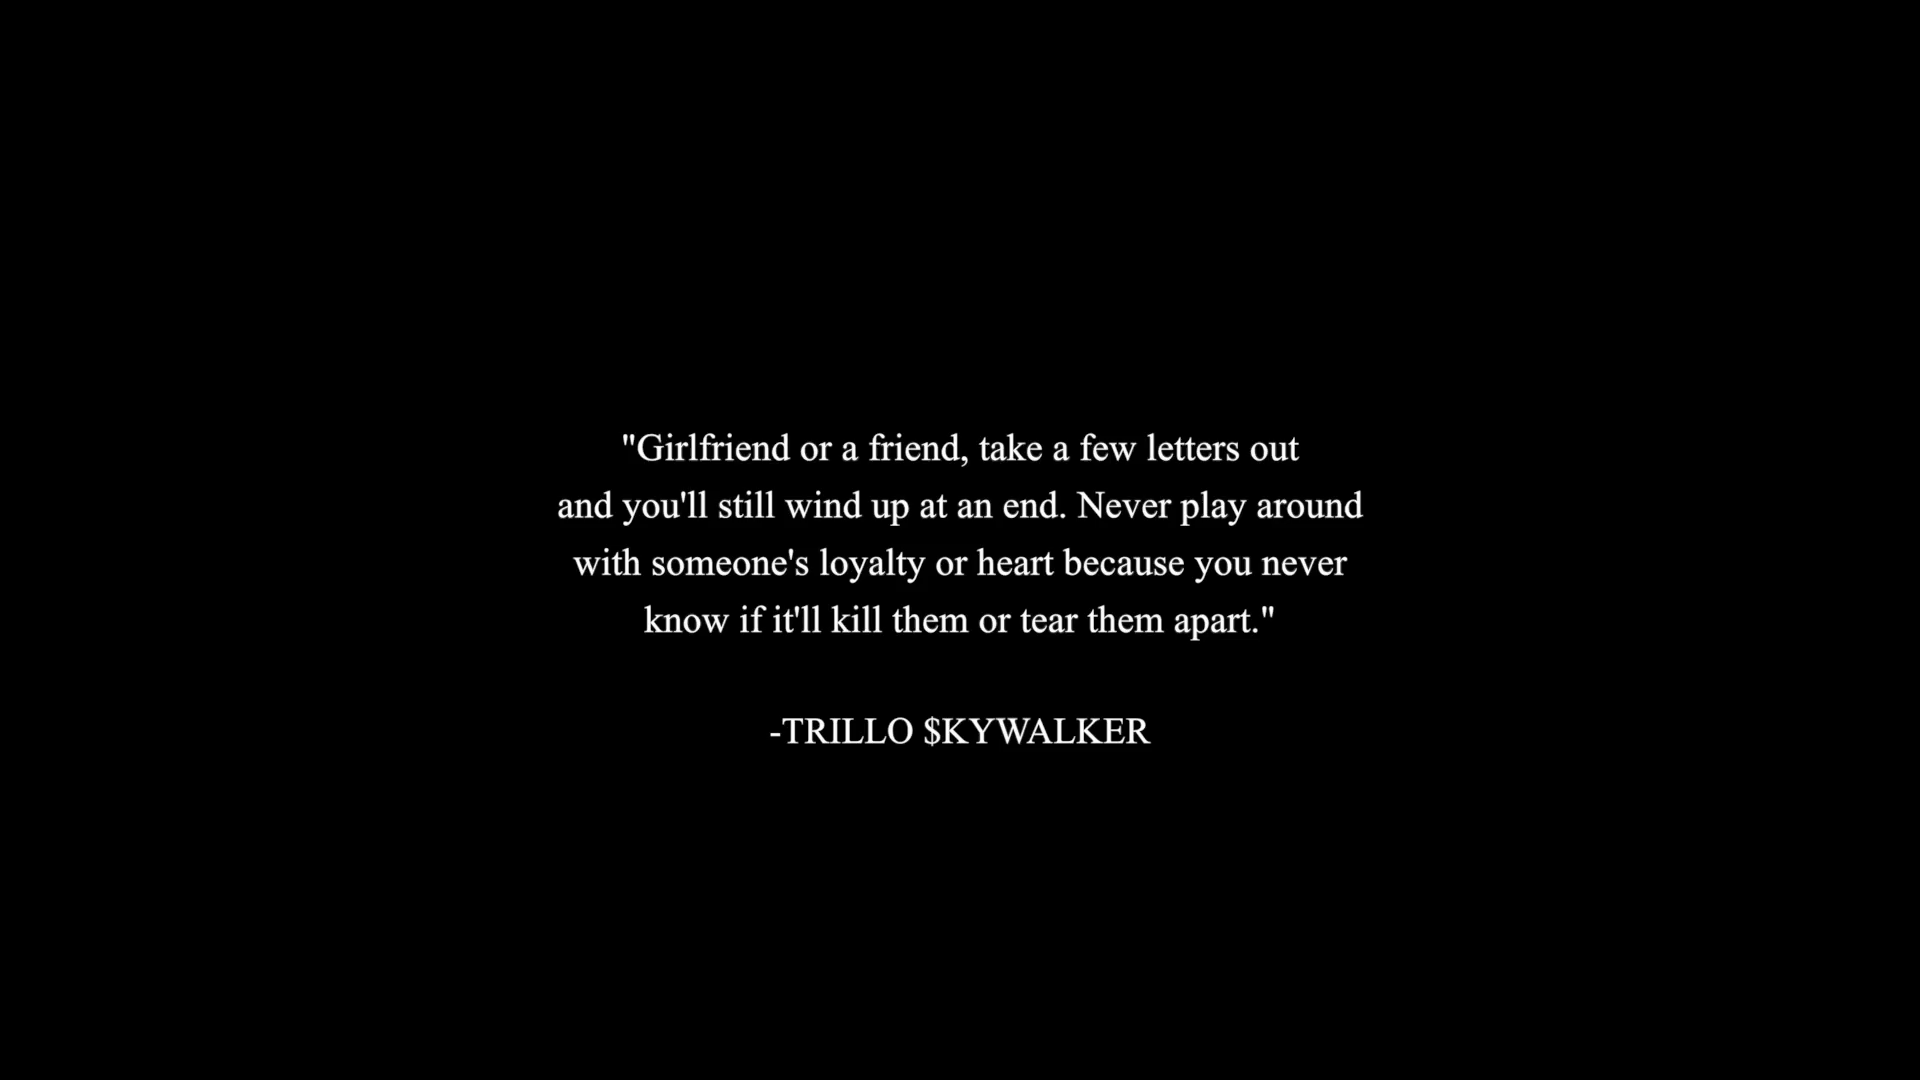 "Girlfriend or a friend, take a few letters out
and you'll still wind up at an end. Never play around
with someone's loyalty or heart because you never
know if it'll kill them or tear them apart."
-TRILLO $KYWALKER